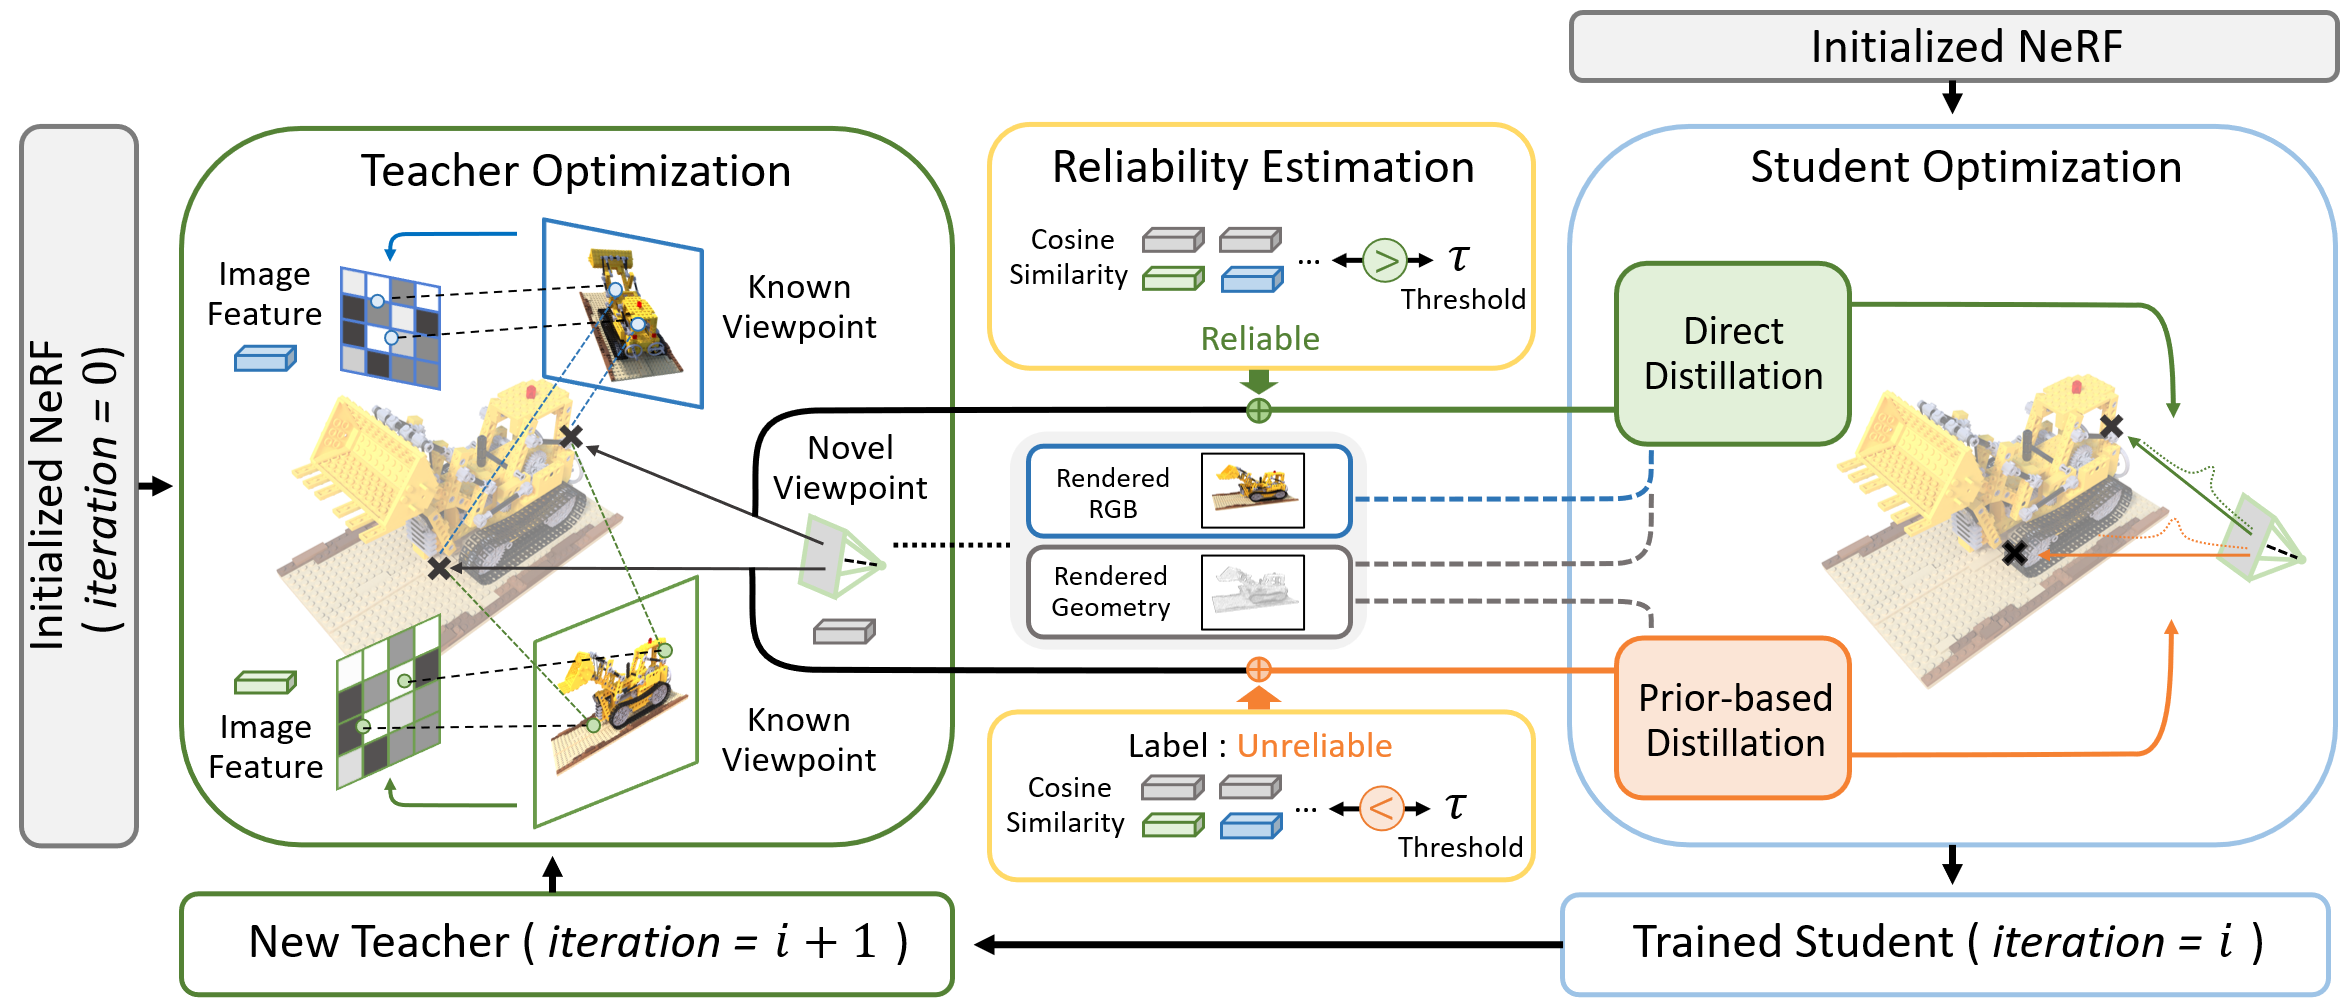 Initialized NeRF
( iteration = 0)
Teacher Optimization
Image
Feature
Known
Viewpoint
Novel
Viewpoint
Image
Feature
Known
Viewpoint
Reliability Estimation
Cosine
Similarity
... > τ
Threshold
Reliable
Rendered
RGB
Rendered
Geometry
Label : Unreliable
Cosine
Similarity
... < τ
Threshold
Initialized NeRF
Student Optimization
Direct
Distillation
Prior-based
Distillation
Trained Student ( iteration = i )
New Teacher ( iteration = i + 1 )